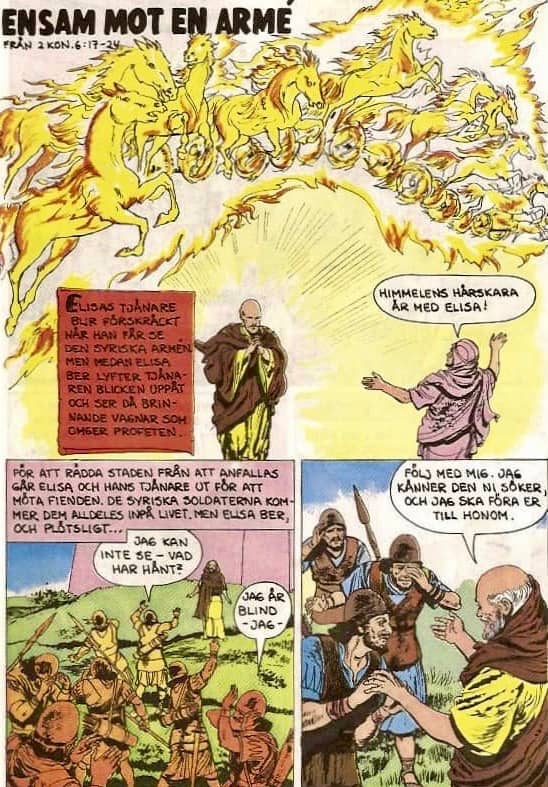 ENSAM MOT EN ARMÉ
FRÅN 2 KON. 6:17-24
ELISAS TJÄNARE
BLIR FÖRSKRÄCKT
NÄR HAN FÅR SE
DEN SYRISKA ARMÉN.
MEN MEDAN ELISA
BER LYFTER TJÄNA-
REN BLICKEN UPPÅT
OCH SER DÅ BRIN-
NANDE VAGNAR SOM
OMGER PROFETEN.
HIMMELENS HÄRSKARA
ÄR MED ELISA!
FÖR ATT RÄDDA STADEN FRÅN ATT ANFALLAS
GÅR ELISA OCH HANS TJÄNARE UT FÖR ATT
MÖTA FIENDEN. DE SYRISKA SOLDATERNA KOM-
MER DEM ALLDELES INPÅ LIVET. MEN ELISA BER,
OCH PLÖTSLIGT...
JAG KAN
INTE SE – VAD
HAR HÄNT?
JAG ÄR
BLIND
-JAG-
FÖLJ MED MIG. JAG
KÄNNER DEN NI SÖKER,
OCH JAG SKA FÖRA ER
TILL HONOM.